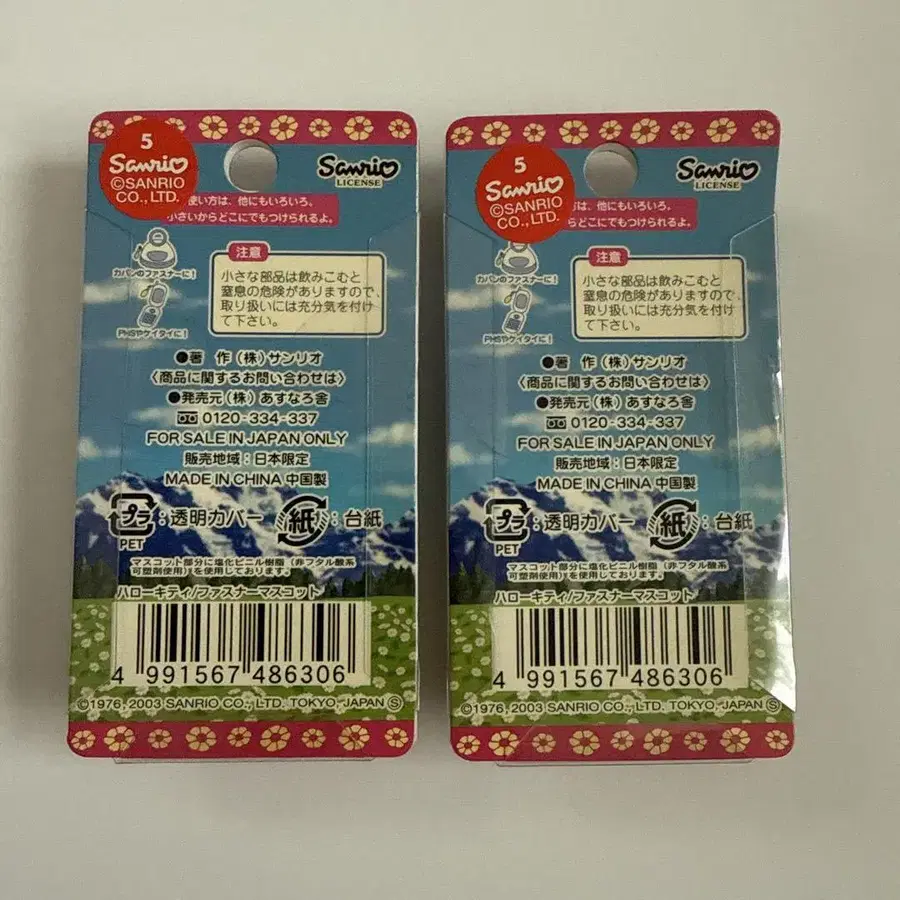 5
Sanrio
©SANRIO
CO., LTD.
Sanrio
LICENSE
使い方は、他にもいろいろ。
小さいからどこにでもつけられるよ。
注意
カバンのファスナーに!
小さな部品は飲みこむと
窒息の危険がありますので、
取り扱いには充分気を付け
て下さい。
PHSやケイタイに!
●著 作(株)サンリオ
〈商品に関するお問い合わせは〉
●発売元(株)あすなろ舎
0120-334-337
FOR SALE IN JAPAN ONLY
販売地域:日本限定
MADE IN CHINA 中国製
プラ:透明カバー 紙:台紙
PET
マスコット部分に塩化ビニル樹脂(非フタル酸系
可塑剤使用)を使用しております。
ハローキティ/ファスナーマスコット
4 991567 486306
©1976, 2003 SANRIO CO., LTD. TOKYO, JAPAN Ⓢ
5
Sanrio
©SANRIO
CO., LTD.
Sanrio
LICENSE
方は、他にもいろいろ。
らどこにでもつけられるよ。
注意
カバンのファスナーに!
小さな部品は飲みこむと
窒息の危険がありますので、
取り扱いには充分気を付け
て下さい。
PHSやケイタイに!
●著 作(株)サンリオ
〈商品に関するお問い合わせは〉
●発売元(株)あすなろ舎
0120-334-337
FOR SALE IN JAPAN ONLY
販売地域:日本限定
MADE IN CHINA 中国製
プラ:透明カバー 紙:台紙
PET
マスコット部分に塩化ビニル樹脂(非フタル酸系
可塑剤使用)を使用しております。
ハローキティ/ファスナーマスコット
4 991567 486306
©1976, 2003 SANRIO CO., LTD. TOKYO, JAPAN Ⓢ